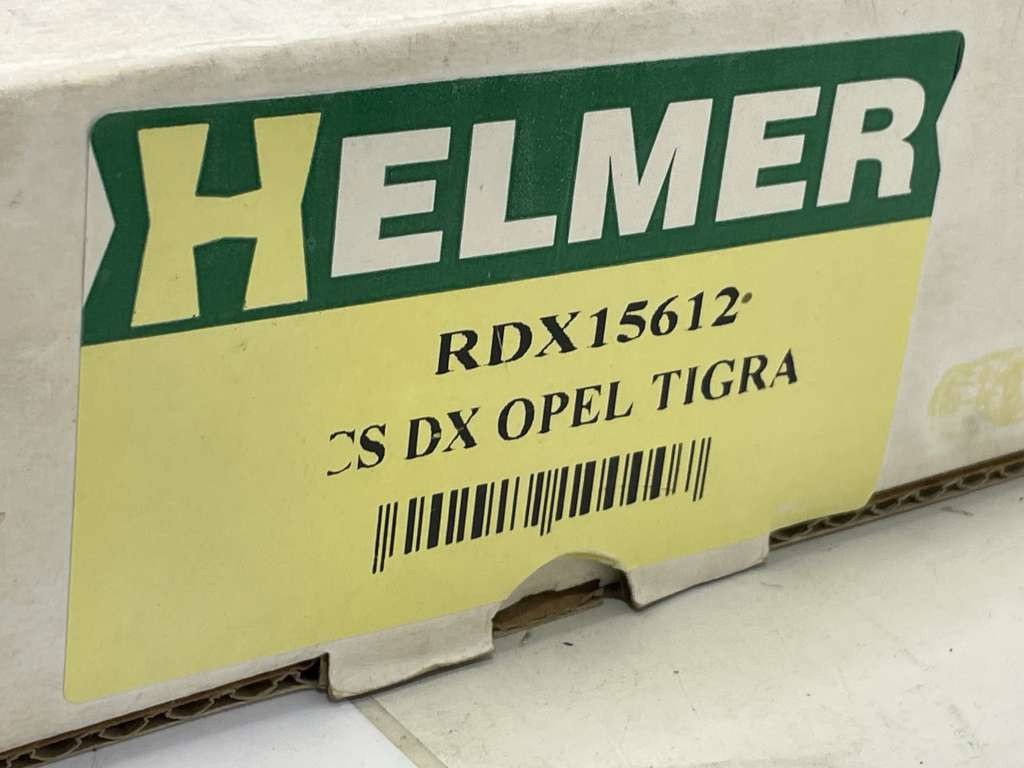 HELMER
RDX15612
CS DX OPEL TIGRA